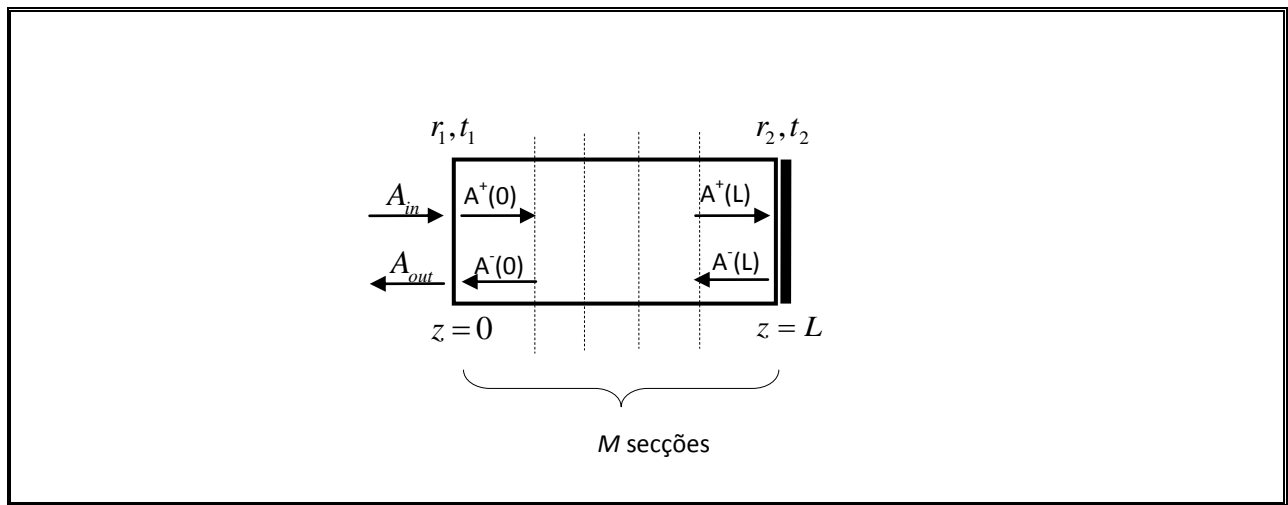 r₁, t₁ r₂, t₂
A_in A⁺(0) A⁺(L)
A_out A⁻(0) A⁻(L)
z = 0 z = L
M secções